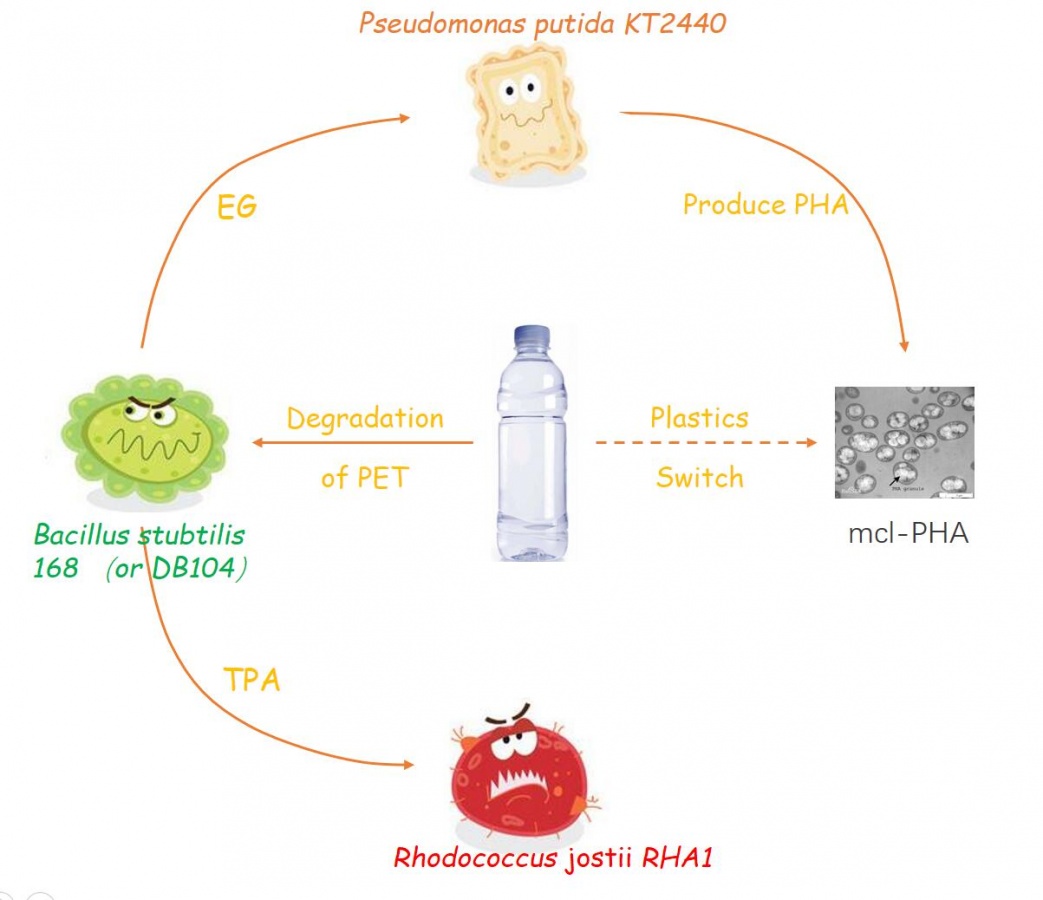 Pseudomonas putida KT2440
EG
Produce PHA
Degradation
of PET
Plastics
Switch
PHA granule
mcl-PHA
Bacillus stubtilis
168 (or DB104)
TPA
Rhodococcus jostii RHA1